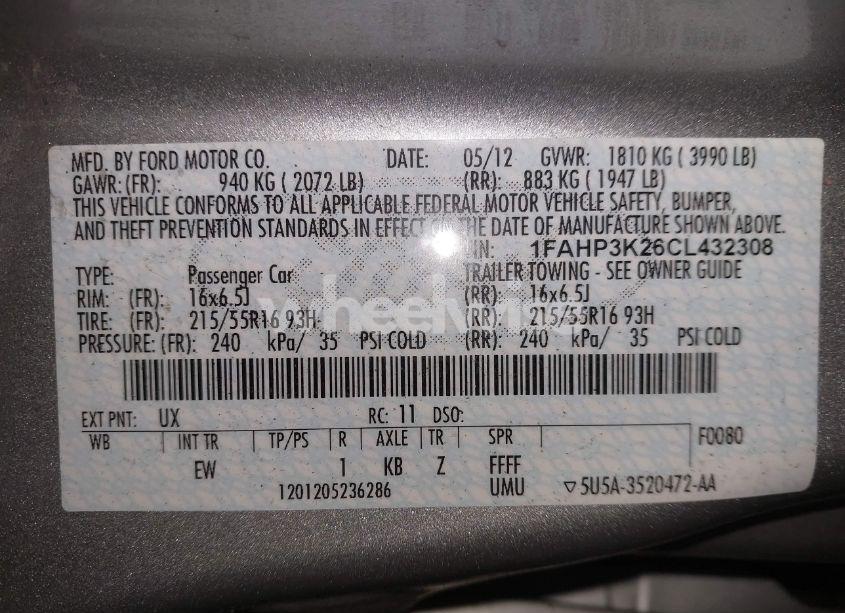 MFD. BY FORD MOTOR CO. DATE: 05/12 GVWR: 1810 KG ( 3990 LB)
GAWR: (FR): 940 KG ( 2072 LB) (RR): 883 KG ( 1947 LB)
THIS VEHICLE CONFORMS TO ALL APPLICABLE FEDERAL MOTOR VEHICLE SAFETY, BUMPER,
AND THEFT PREVENTION STANDARDS IN EFFECT ON THE DATE OF MANUFACTURE SHOWN ABOVE.
VIN: 1FAHP3K26CL432308
TYPE: Passenger Car TRAILER TOWING - SEE OWNER GUIDE
RIM: (FR): 16x6.5J (RR): 16x6.5J
TIRE: (FR): 215/55R16 93H (RR): 215/55R16 93H
PRESSURE: (FR): 240 kPa/ 35 PSI COLD (RR): 240 kPa/ 35 PSI COLD
EXT PNT: UX RC: 11 DSO:
WB INT TR TP/PS R AXLE TR SPR F0080
EW 1 KB Z FFFF
1201205236286 UMU ▽5U5A-3520472-AA